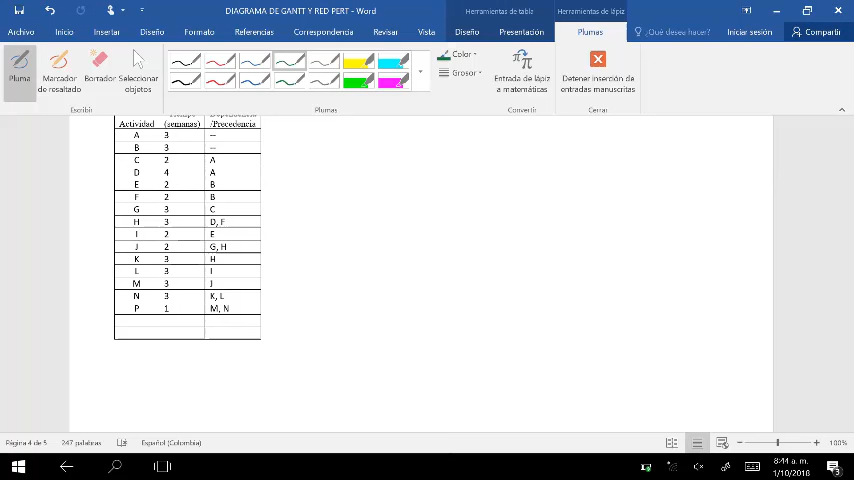 DIAGRAMA DE GANTT Y RED PERT - Word
Herramientas de tabla
Herramientas de lápiz
Archivo Inicio Insertar Diseño Formato Referencias Correspondencia Revisar Vista Diseño Presentación Plumas ¿Qué desea hacer? Iniciar sesión Compartir
Pluma
Marcador de resaltado
Borrador
Seleccionar objetos
Color
Grosor
Entrada de lápiz a matemáticas
Detener inserción de entradas manuscritas
Escribir Plumas Convertir Cerrar
Actividad (semanas) /Precedencia
A 3 --
B 3 --
C 2 A
D 4 A
E 2 B
F 2 B
G 3 C
H 3 D, F
I 2 E
J 2 G, H
K 3 H
L 3 I
M 3 J
N 3 K, L
P 1 M, N
Página 4 de 5 247 palabras Español (Colombia) 100%
8:44 a. m.
1/10/2018
3